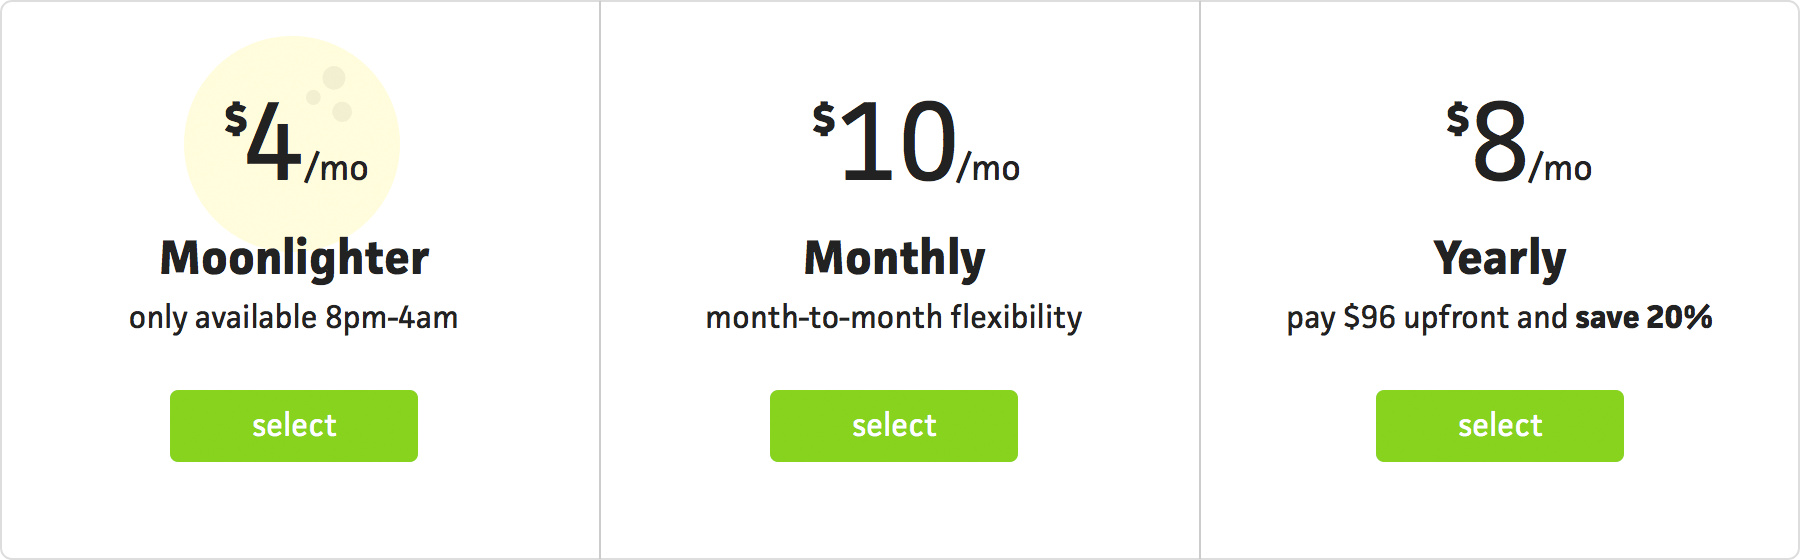 $4/mo
Moonlighter
only available 8pm-4am
select
$10/mo
Monthly
month-to-month flexibility
select
$8/mo
Yearly
pay $96 upfront and save 20%
select